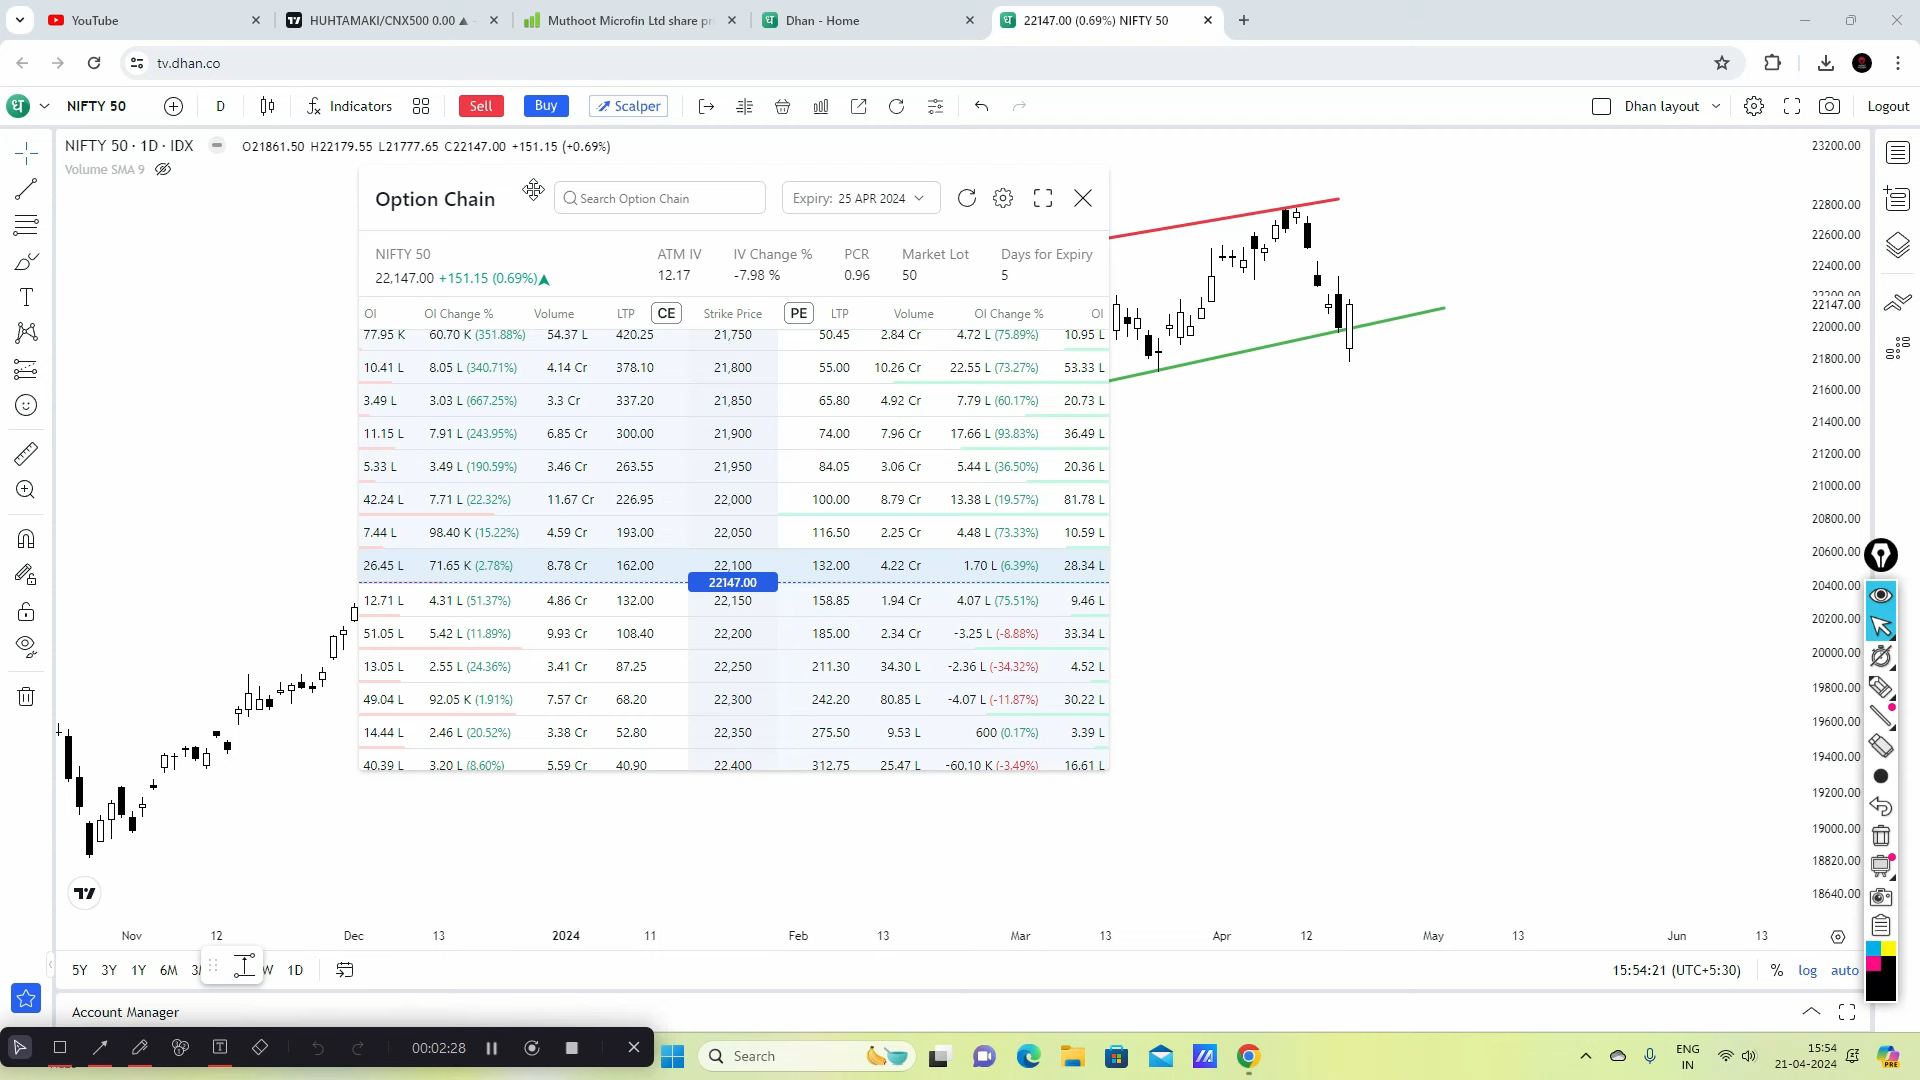 YouTube
HUHTAMAKI/CNX500 0.00 ▲
Muthoot Microfin Ltd share pr
Dhan - Home
22147.00 (0.69%) NIFTY 50
tv.dhan.co
NIFTY 50 D Indicators Sell Buy Scalper Dhan layout Logout
NIFTY 50 · 1D · IDX O21861.50 H22179.55 L21777.65 C22147.00 +151.15 (+0.69%)
Volume SMA 9
Option Chain Search Option Chain Expiry: 25 APR 2024
NIFTY 50 ATM IV IV Change % PCR Market Lot Days for Expiry
22,147.00 +151.15 (0.69%)▲ 12.17 -7.98 % 0.96 50 5
OI OI Change % Volume LTP CE Strike Price PE LTP Volume OI Change % OI
77.95 K 60.70 K (351.88%) 54.37 L 420.25 21,750 50.45 2.84 Cr 4.72 L (75.89%) 10.95 L
10.41 L 8.05 L (340.71%) 4.14 Cr 378.10 21,800 55.00 10.26 Cr 22.55 L (73.27%) 53.33 L
3.49 L 3.03 L (667.25%) 3.3 Cr 337.20 21,850 65.80 4.92 Cr 7.79 L (60.17%) 20.73 L
11.15 L 7.91 L (243.95%) 6.85 Cr 300.00 21,900 74.00 7.96 Cr 17.66 L (93.83%) 36.49 L
5.33 L 3.49 L (190.59%) 3.46 Cr 263.55 21,950 84.05 3.06 Cr 5.44 L (36.50%) 20.36 L
42.24 L 7.71 L (22.32%) 11.67 Cr 226.95 22,000 100.00 8.79 Cr 13.38 L (19.57%) 81.78 L
7.44 L 98.40 K (15.22%) 4.59 Cr 193.00 22,050 116.50 2.25 Cr 4.48 L (73.33%) 10.59 L
26.45 L 71.65 K (2.78%) 8.78 Cr 162.00 22,100 132.00 4.22 Cr 1.70 L (6.39%) 28.34 L
22147.00
12.71 L 4.31 L (51.37%) 4.86 Cr 132.00 22,150 158.85 1.94 Cr 4.07 L (75.51%) 9.46 L
51.05 L 5.42 L (11.89%) 9.93 Cr 108.40 22,200 185.00 2.34 Cr -3.25 L (-8.88%) 33.34 L
13.05 L 2.55 L (24.36%) 3.41 Cr 87.25 22,250 211.30 34.30 L -2.36 L (-34.32%) 4.52 L
49.04 L 92.05 K (1.91%) 7.57 Cr 68.20 22,300 242.20 80.85 L -4.07 L (-11.87%) 30.22 L
14.44 L 2.46 L (20.52%) 3.38 Cr 52.80 22,350 275.50 9.53 L 600 (0.17%) 3.39 L
40.39 L 3.20 L (8.60%) 5.59 Cr 40.90 22,400 312.75 25.47 L -60.10 K (-3.49%) 16.61 L
23200.00
22800.00
22600.00
22400.00
22200.00
22147.00
22000.00
21800.00
21600.00
21400.00
21200.00
21000.00
20800.00
20600.00
20400.00
20200.00
20000.00
19800.00
19600.00
19400.00
19200.00
19000.00
18820.00
18640.00
Nov 12 Dec 13 2024 11 Feb 13 Mar 13 Apr 12 May 13 Jun 13
5Y 3Y 1Y 6M 1D 15:54:21 (UTC+5:30) % log auto
Account Manager
00:02:28 Search ENG
IN
15:54
21-04-2024